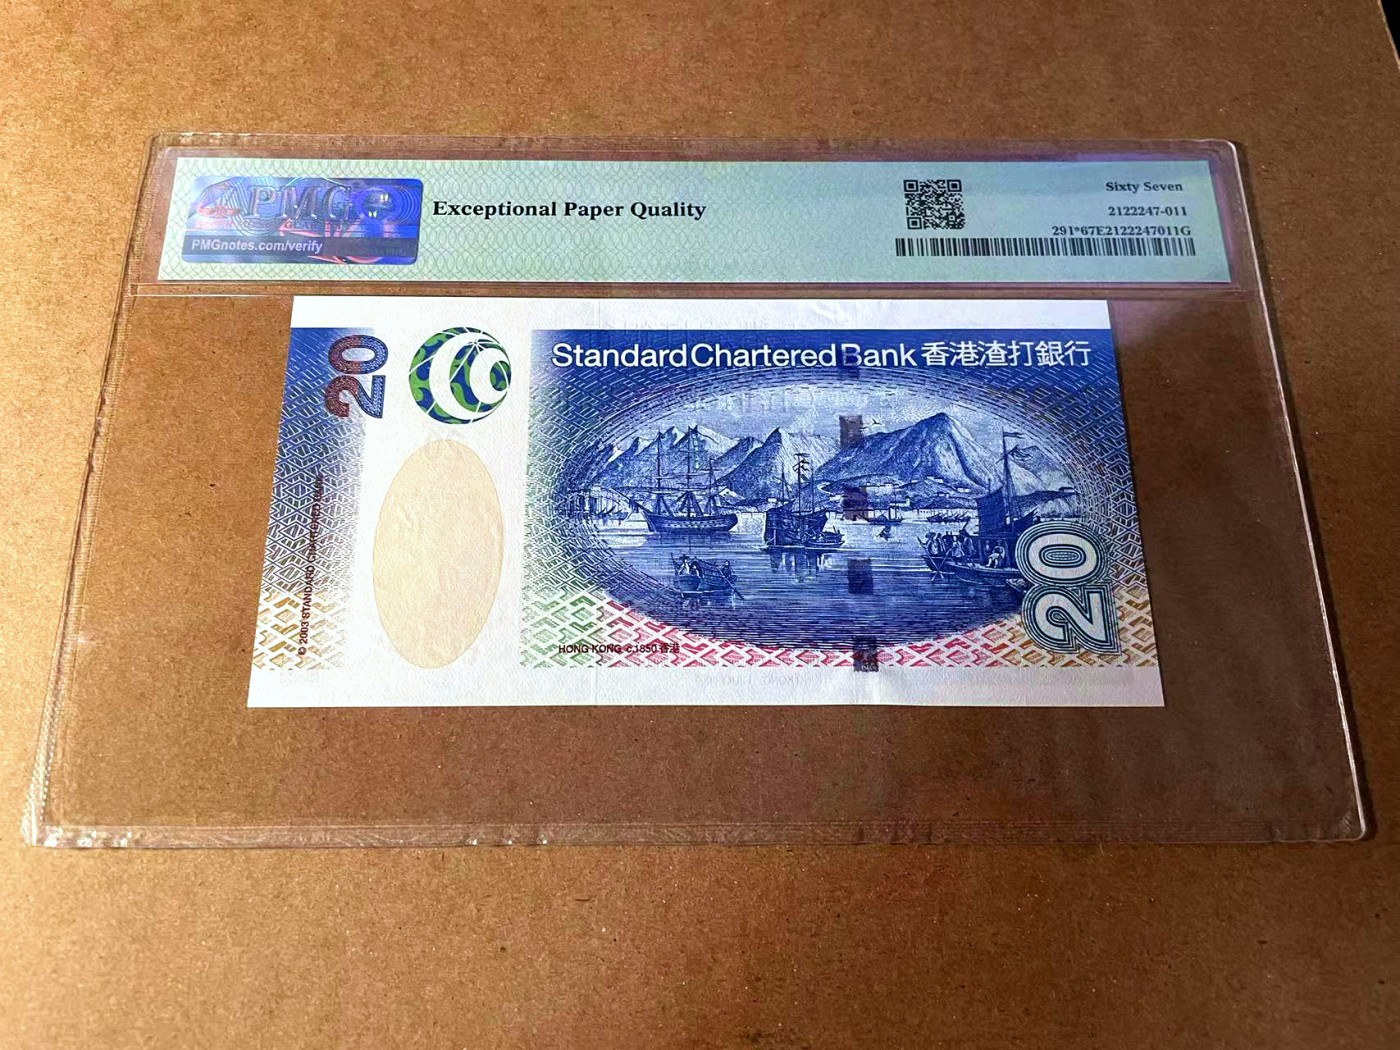 PMG
PMGnotes.com/verify
Exceptional Paper Quality
Sixty Seven
2122247-011
291*67E2122247011G
20
Standard Chartered Bank 香港渣打銀行
© 2003 STANDARD CHARTERED BANK
HONG KONG c.1850 香港
20